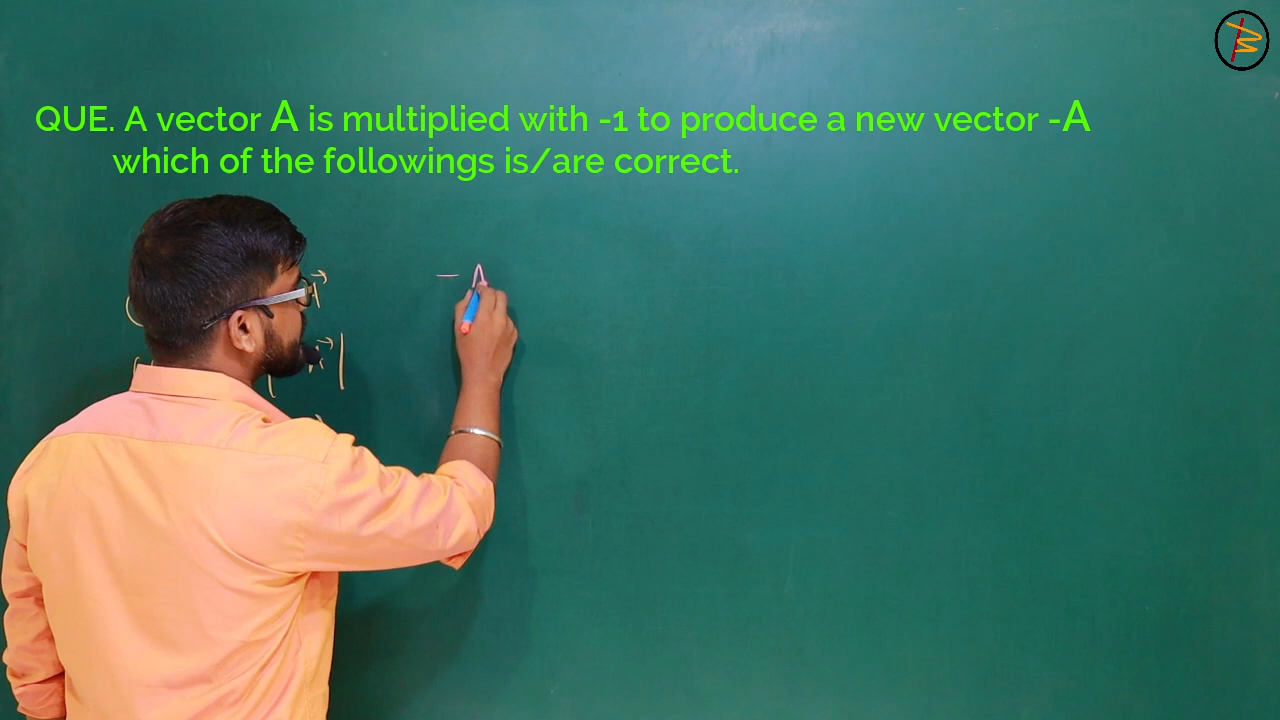 QUE. A vector A is multiplied with -1 to produce a new vector -A
which of the followings is/are correct.